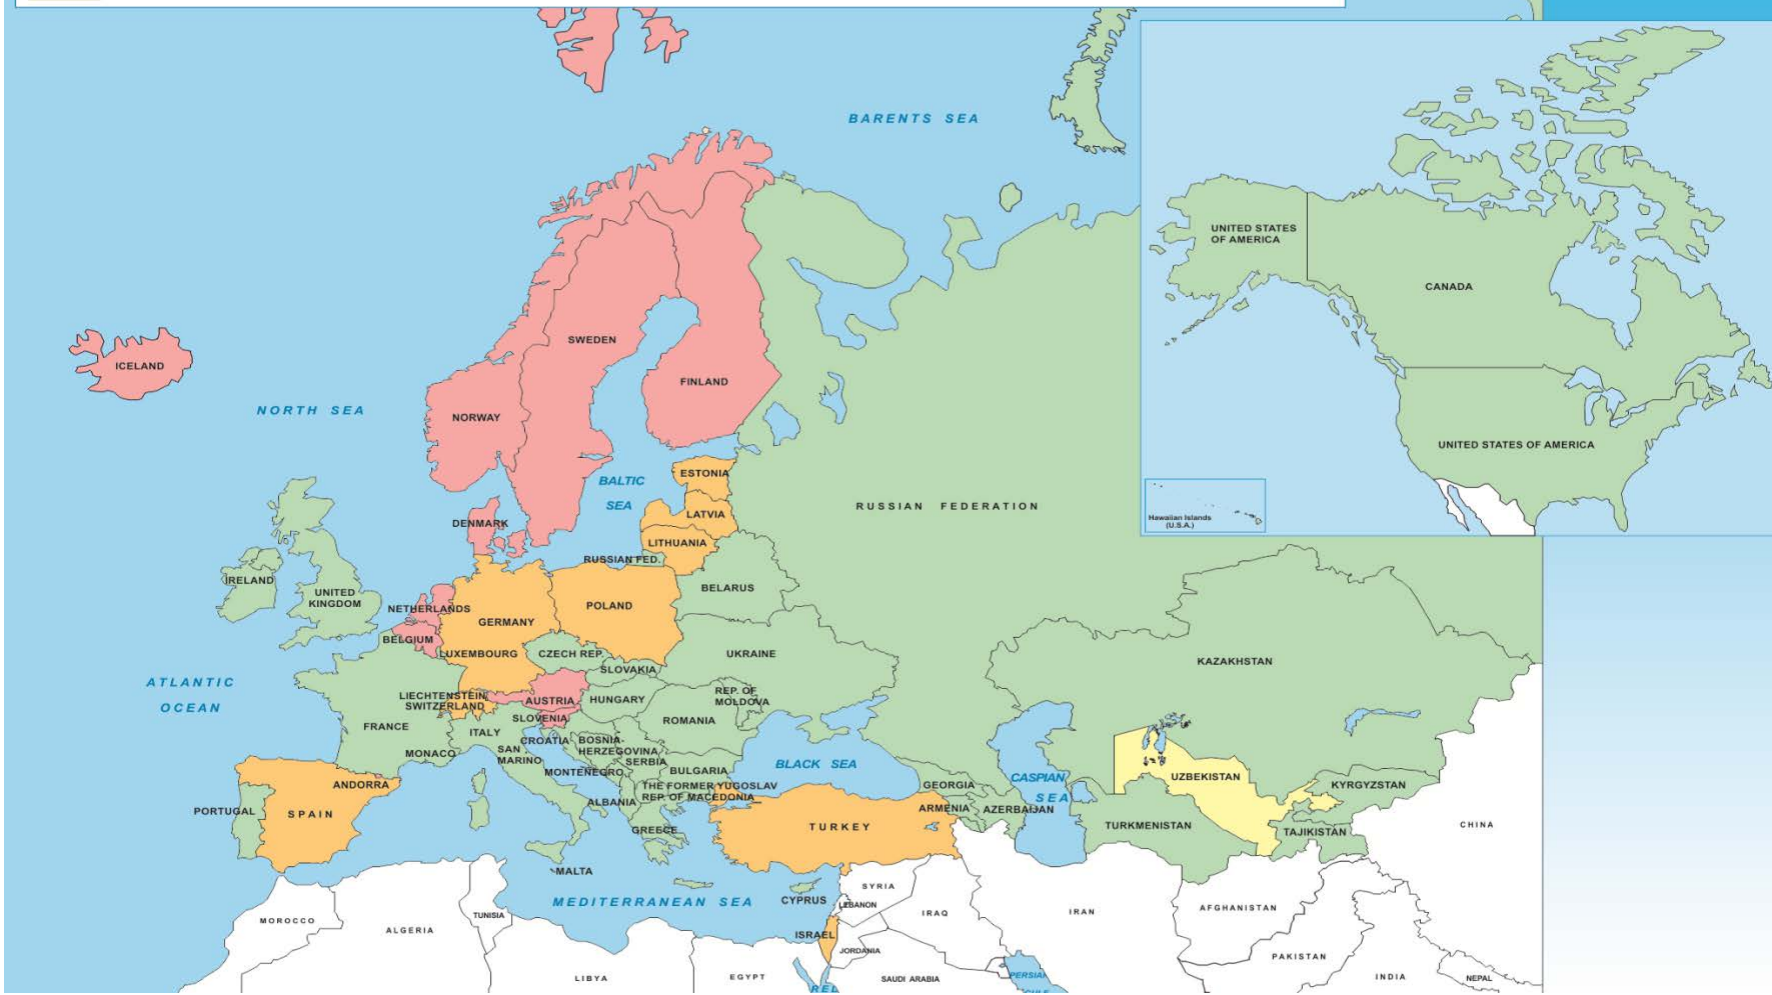 BARENTS SEA
UNITED STATES
OF AMERICA
CANADA
SWEDEN
ICELAND
FINLAND
NORTH SEA
NORWAY
UNITED STATES OF AMERICA
ESTONIA
BALTIC
SEA
LATVIA
RUSSIAN FEDERATION
Hawaiian Islands
(U.S.A.)
DENMARK
LITHUANIA
RUSSIAN FED.
IRELAND
BELARUS
UNITED
KINGDOM
NETHERLANDS
POLAND
GERMANY
BELGIUM
LUXEMBOURG
CZECH REP.
UKRAINE
KAZAKHSTAN
SLOVAKIA
ATLANTIC
OCEAN
LIECHTENSTEIN
SWITZERLAND
AUSTRIA
HUNGARY
REP. OF
MOLDOVA
SLOVENIA
ROMANIA
FRANCE
ITALY
CROATIA
BOSNIA-
HERZEGOVINA
MONACO
SAN
MARINO
SERBIA
BLACK SEA
MONTENEQRO
BULGARIA
CASPIAN
SEA
UZBEKISTAN
ANDORRA
THE FORMER YUGOSLAV
REP. OF MACEDONIA
GEORGIA
KYRGYZSTAN
PORTUGAL
SPAIN
ALBANIA
ARMENIA
AZERBAIJAN
TURKEY
TURKMENISTAN
CHINA
GREECE
TAJIKISTAN
MALTA
SYRIA
MEDITERRANEAN SEA
CYPRUS
LEBANON
MOROCCO
TUNISIA
IRAQ
IRAN
AFGHANISTAN
ALGERIA
ISRAEL
JORDANIA
PAKISTAN
LIBYA
EGYPT
SAUDI ARABIA
PERSIAN
INDIA
NEPAL